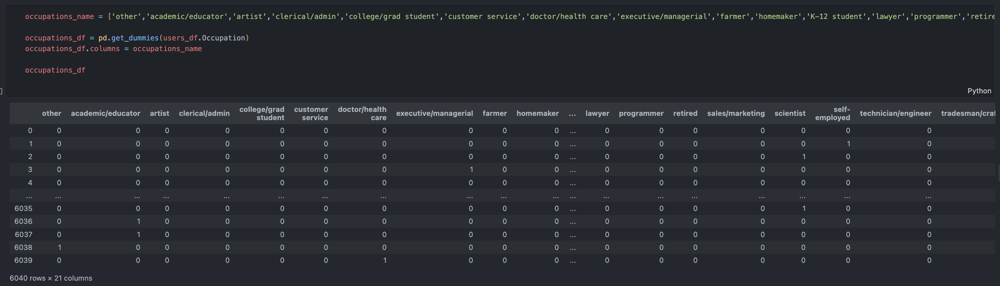 occupations_name = ['other','academic/educator','artist','clerical/admin','college/grad student','customer service','doctor/health care','executive/managerial','farmer','homemaker','K-12 student','lawyer','programmer','retire
occupations_df = pd.get_dummies(users_df.Occupation)
occupations_df.columns = occupations_name
occupations_df
Python
other academic/educator artist clerical/admin college/grad student customer service doctor/health care executive/managerial farmer homemaker ... lawyer programmer retired sales/marketing scientist self-employed technician/engineer tradesman/craf
0 0 0 0 0 0 0 0 0 0 0 ... 0 0 0 0 0 0 0
1 0 0 0 0 0 0 0 0 0 0 ... 0 0 0 0 0 1 0
2 0 0 0 0 0 0 0 0 0 0 ... 0 0 0 0 1 0 0
3 0 0 0 0 0 0 0 1 0 0 ... 0 0 0 0 0 0 0
4 0 0 0 0 0 0 0 0 0 0 ... 0 0 0 0 0 0 0
... ... ... ... ... ... ... ... ... ... ... ... ... ... ... ... ... ... ...
6035 0 0 0 0 0 0 0 0 0 0 ... 0 0 0 0 1 0 0
6036 0 1 0 0 0 0 0 0 0 0 ... 0 0 0 0 0 0 0
6037 0 1 0 0 0 0 0 0 0 0 ... 0 0 0 0 0 0 0
6038 1 0 0 0 0 0 0 0 0 0 ... 0 0 0 0 0 0 0
6039 0 0 0 0 0 0 1 0 0 0 ... 0 0 0 0 0 0 0
6040 rows × 21 columns